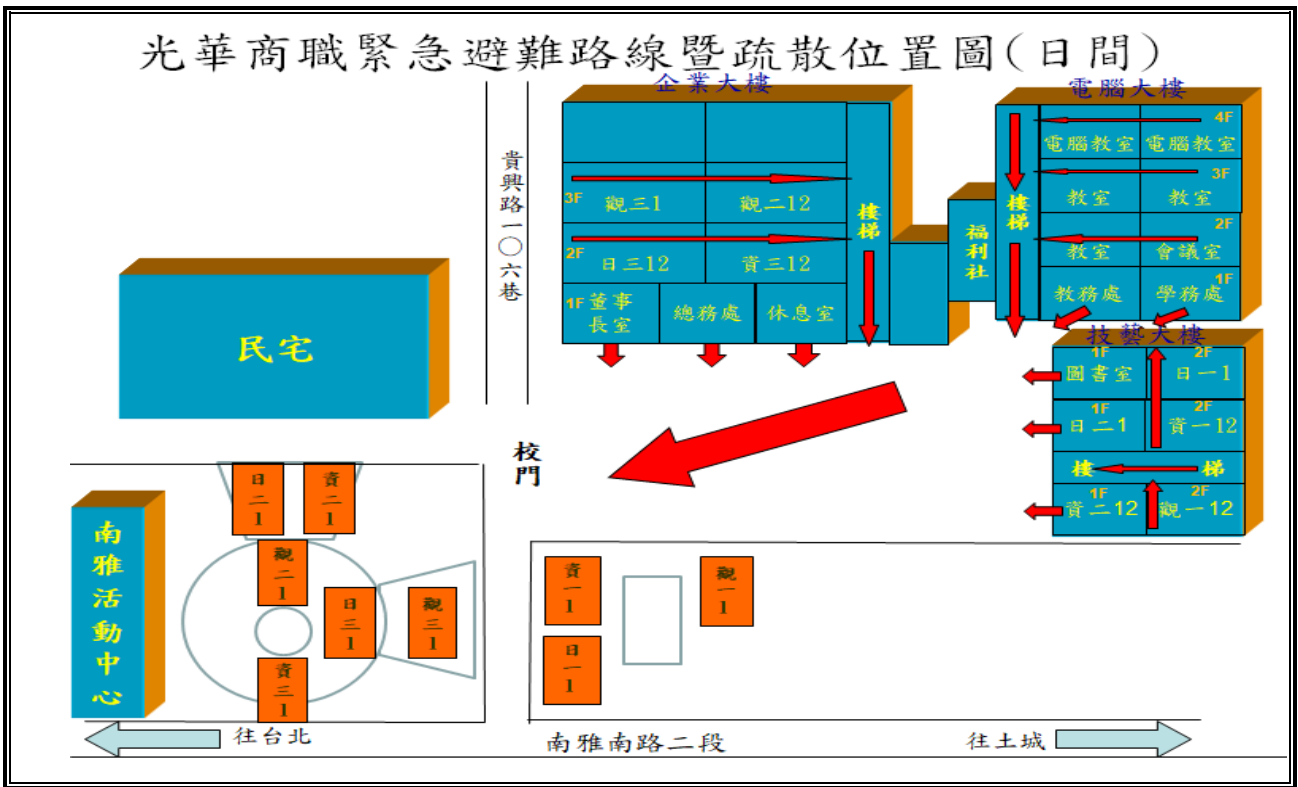 光華商職緊急避難路線暨疏散位置圖(日間)
企業大樓
電腦大樓
貴興路一〇六巷
3F 觀三1 觀二12
2F 日三12 資三12
1F 董事長室 總務處 休息室
樓梯
福利社
樓梯
4F
電腦教室 電腦教室
3F
教室 教室
2F
教室 會議室
1F
教務處 學務處
技藝大樓
1F 2F
圖書室 日一1
1F 2F
日二1 資一12
樓 梯
1F 2F
資二12 觀一12
民宅
校門
南雅活動中心
日二1
資二1
觀二1
日三1
觀三1
資三1
資一1
觀一1
日一1
往台北
南雅南路二段
往土城